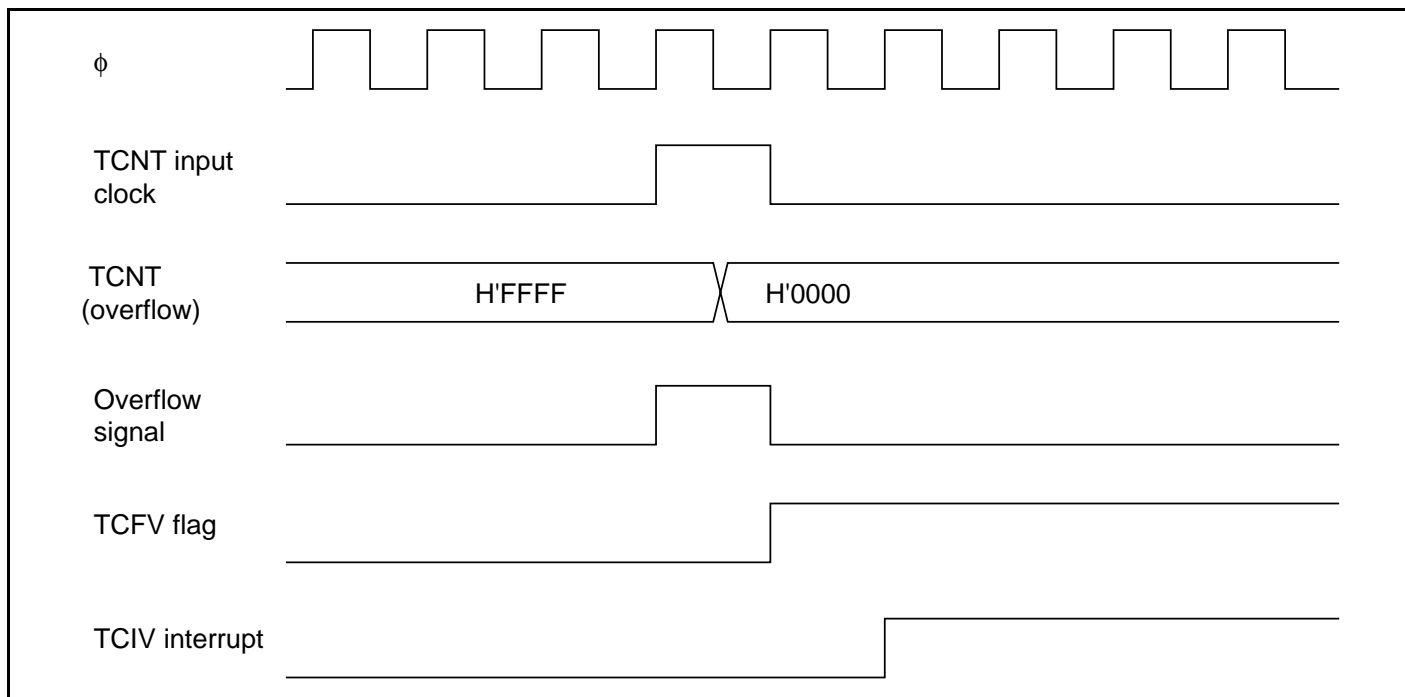 ϕ
TCNT input
clock
TCNT
(overflow)
H'FFFF
H'0000
Overflow
signal
TCFV flag
TCIV interrupt